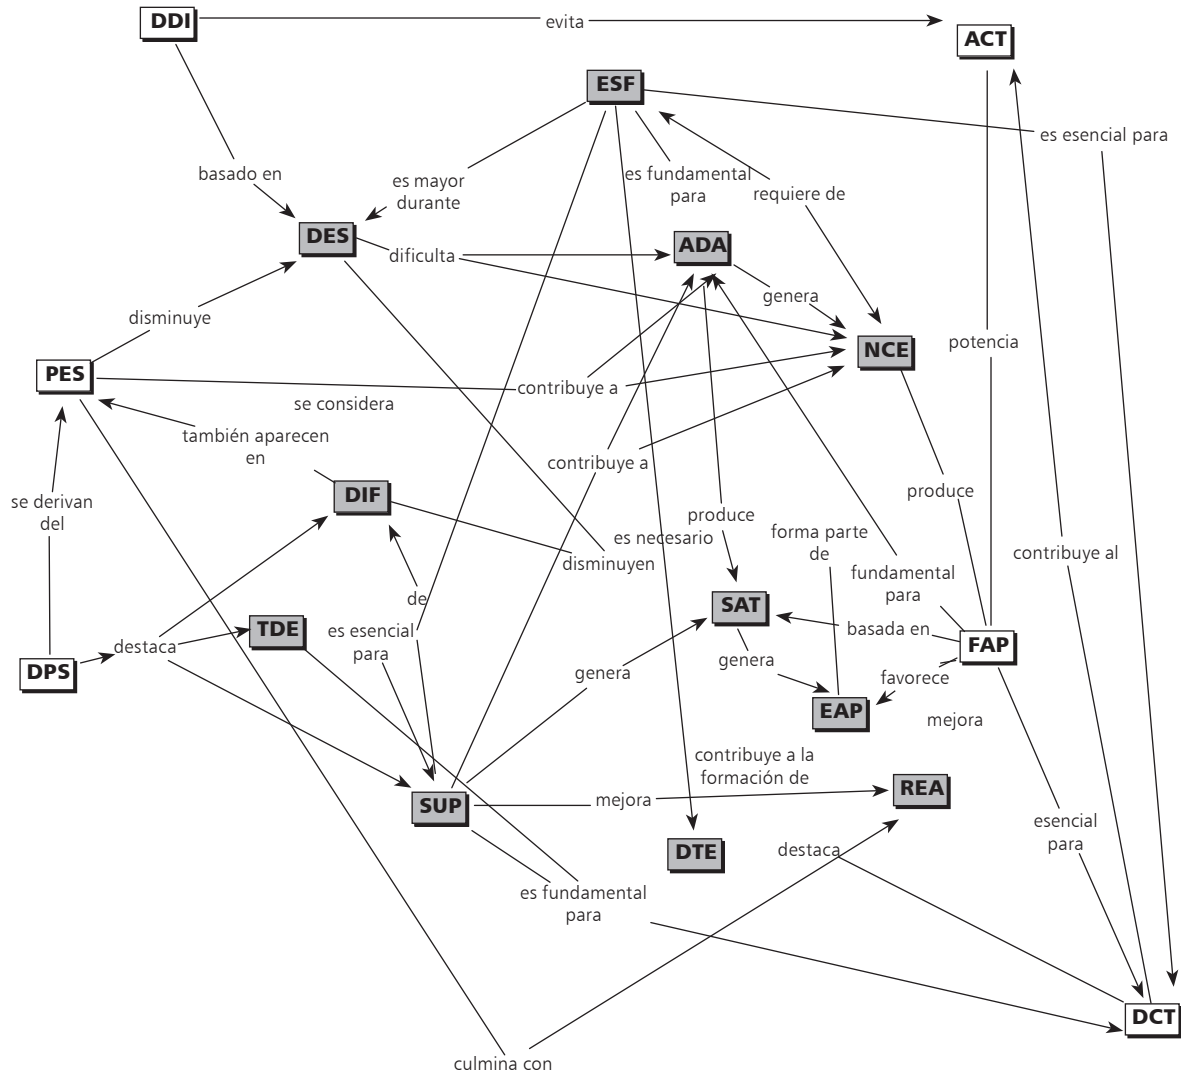 DDI
evita
ACT
ESF
es esencial para
basado en
es mayor
durante
es fundamental
para
requiere de
DES
dificulta
ADA
genera
disminuye
potencia
NCE
PES
contribuye a
se considera
también aparecen
en
contribuye a
produce
se derivan
del
DIF
produce
es necesario
forma parte
de
contribuye al
disminuyen
fundamental
para
de
SAT
TDE
es esencial
para
basada en
FAP
destaca
DPS
genera
genera
favorece
EAP
mejora
contribuye a la
formación de
REA
SUP
mejora
esencial
para
DTE
destaca
es fundamental
para
DCT
culmina con